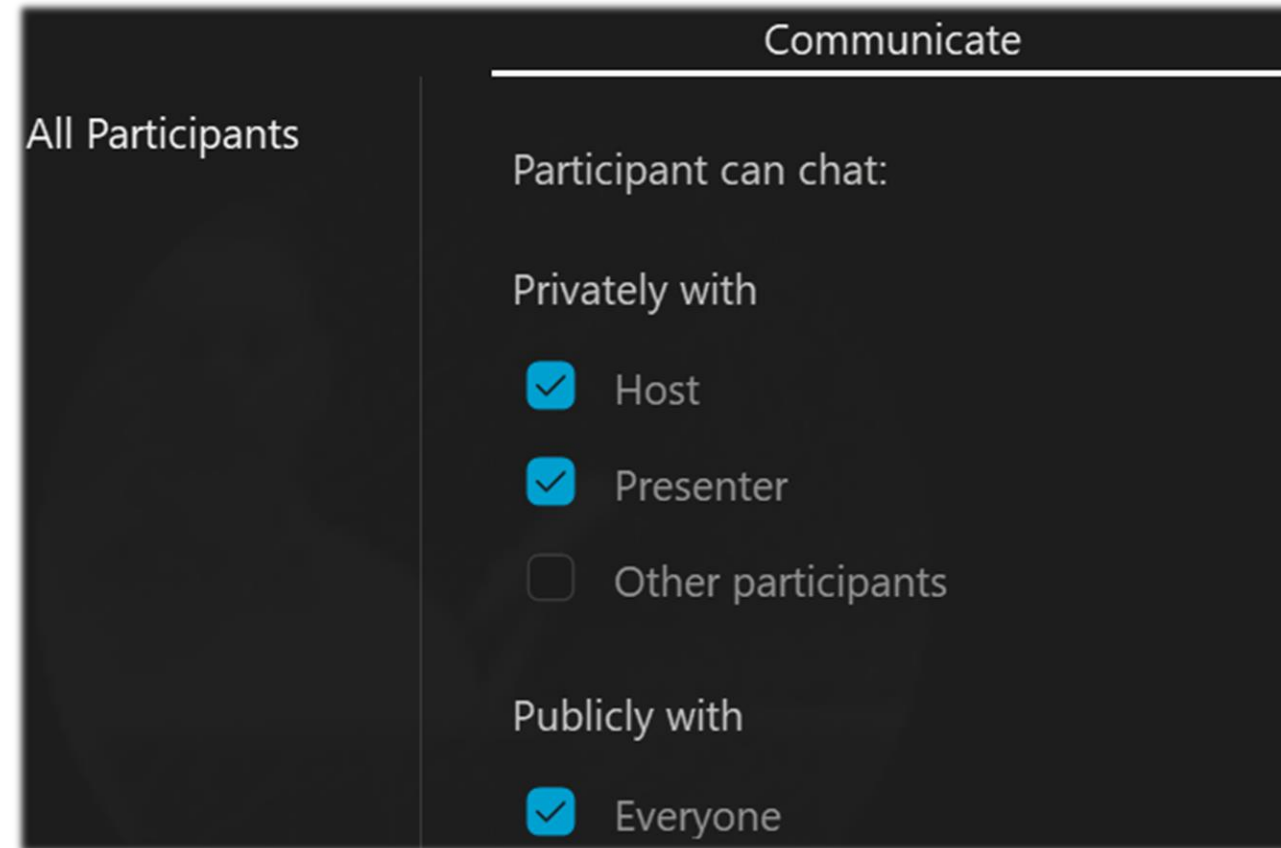 Communicate
All Participants
Participant can chat:
Privately with
Host
Presenter
Other participants
Publicly with
Everyone